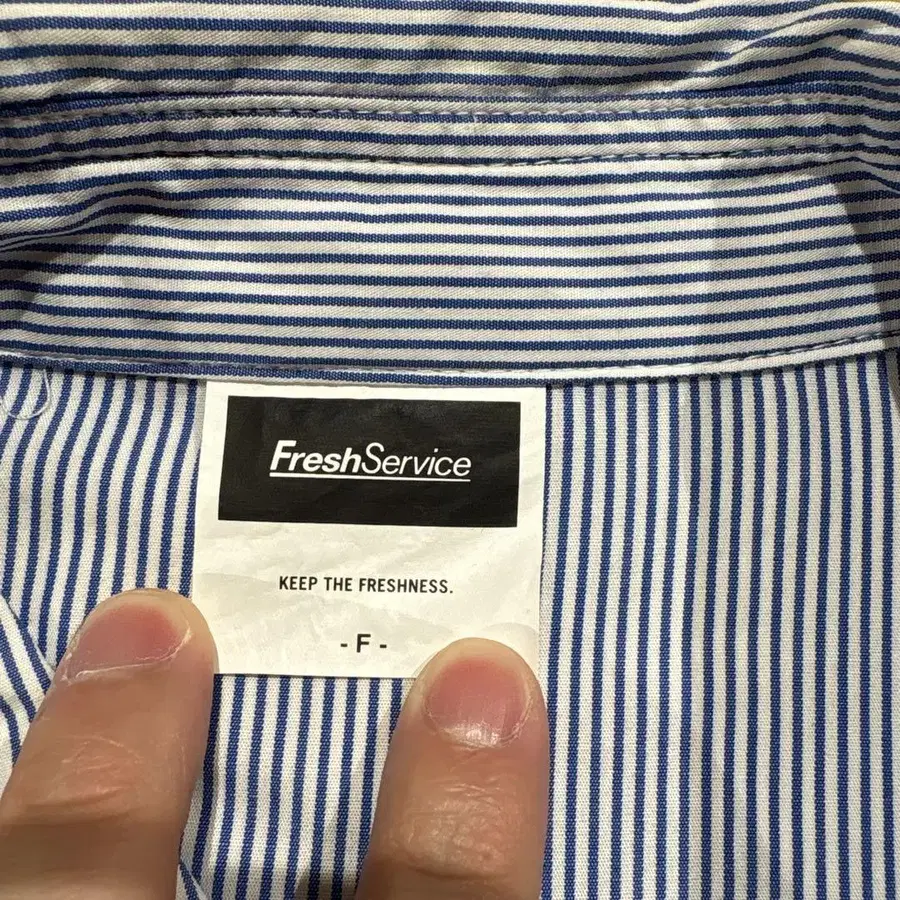 FreshService
KEEP THE FRESHNESS.
- F -